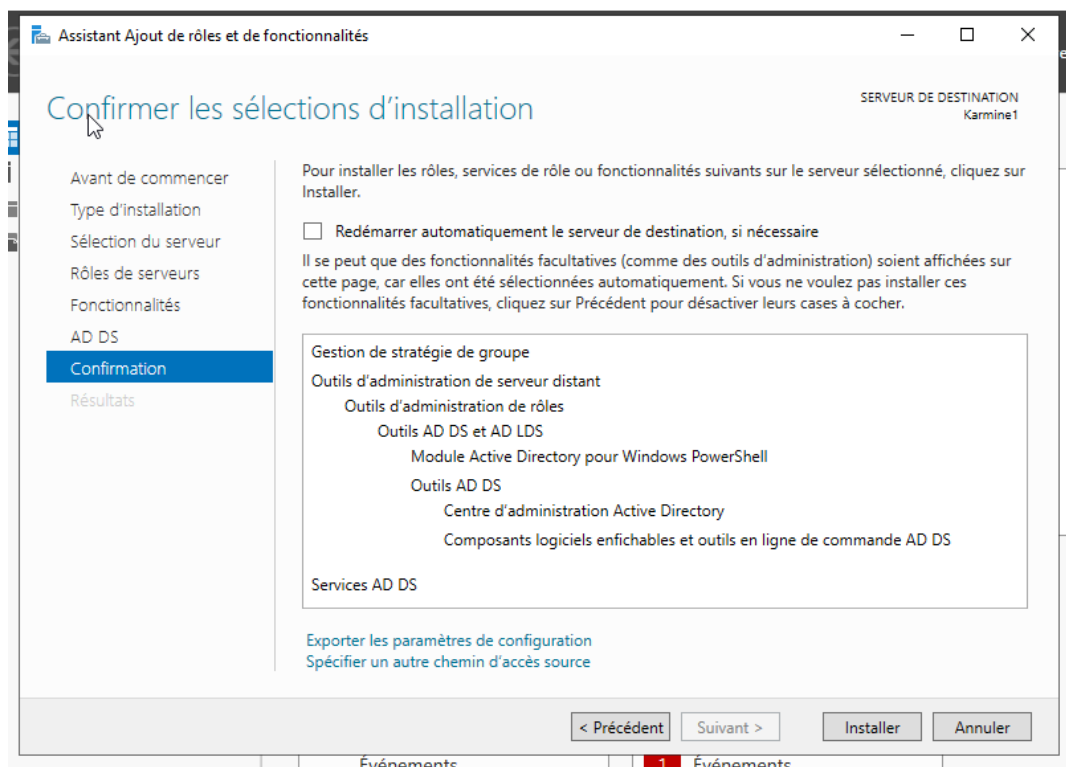 Assistant Ajout de rôles et de fonctionnalités
Confirmer les sélections d'installation
SERVEUR DE DESTINATION
Karmine1
Avant de commencer
Type d'installation
Sélection du serveur
Rôles de serveurs
Fonctionnalités
AD DS
Confirmation
Résultats
Pour installer les rôles, services de rôle ou fonctionnalités suivants sur le serveur sélectionné, cliquez sur
Installer.
Redémarrer automatiquement le serveur de destination, si nécessaire
Il se peut que des fonctionnalités facultatives (comme des outils d'administration) soient affichées sur
cette page, car elles ont été sélectionnées automatiquement. Si vous ne voulez pas installer ces
fonctionnalités facultatives, cliquez sur Précédent pour désactiver leurs cases à cocher.
Gestion de stratégie de groupe
Outils d'administration de serveur distant
Outils d'administration de rôles
Outils AD DS et AD LDS
Module Active Directory pour Windows PowerShell
Outils AD DS
Centre d'administration Active Directory
Composants logiciels enfichables et outils en ligne de commande AD DS
Services AD DS
Exporter les paramètres de configuration
Spécifier un autre chemin d'accès source
< Précédent
Suivant >
Installer
Annuler
Événements
1 Événements